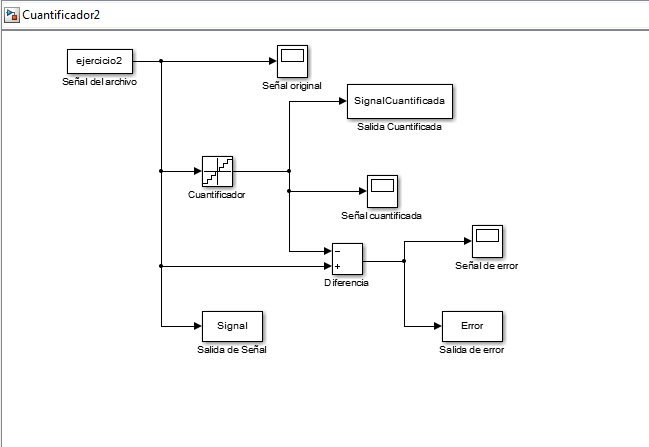 Cuantificador2
ejercicio2
Señal del archivo
Señal original
SignalCuantificada
Salida Cuantificada
Cuantificador
Señal cuantificada
−
+
Diferencia
Señal de error
Signal
Salida de Señal
Error
Salida de error